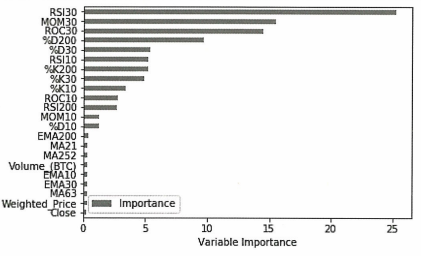 RSI30
MOM30
ROC30
%D200
%D30
RSI10
%K200
%K30
%K10
ROC10
RSI200
MOM10
%D10
EMA200
MA21
MA252
Volume_(BTC)
EMA10
EMA30
MA63
Weighted_Price
Close
Importance
0 5 10 15 20 25
Variable Importance